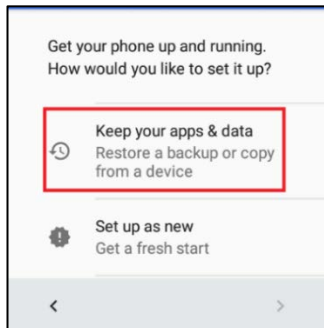 Get your phone up and running.
How would you like to set it up?
Keep your apps & data
Restore a backup or copy
from a device
Set up as new
Get a fresh start